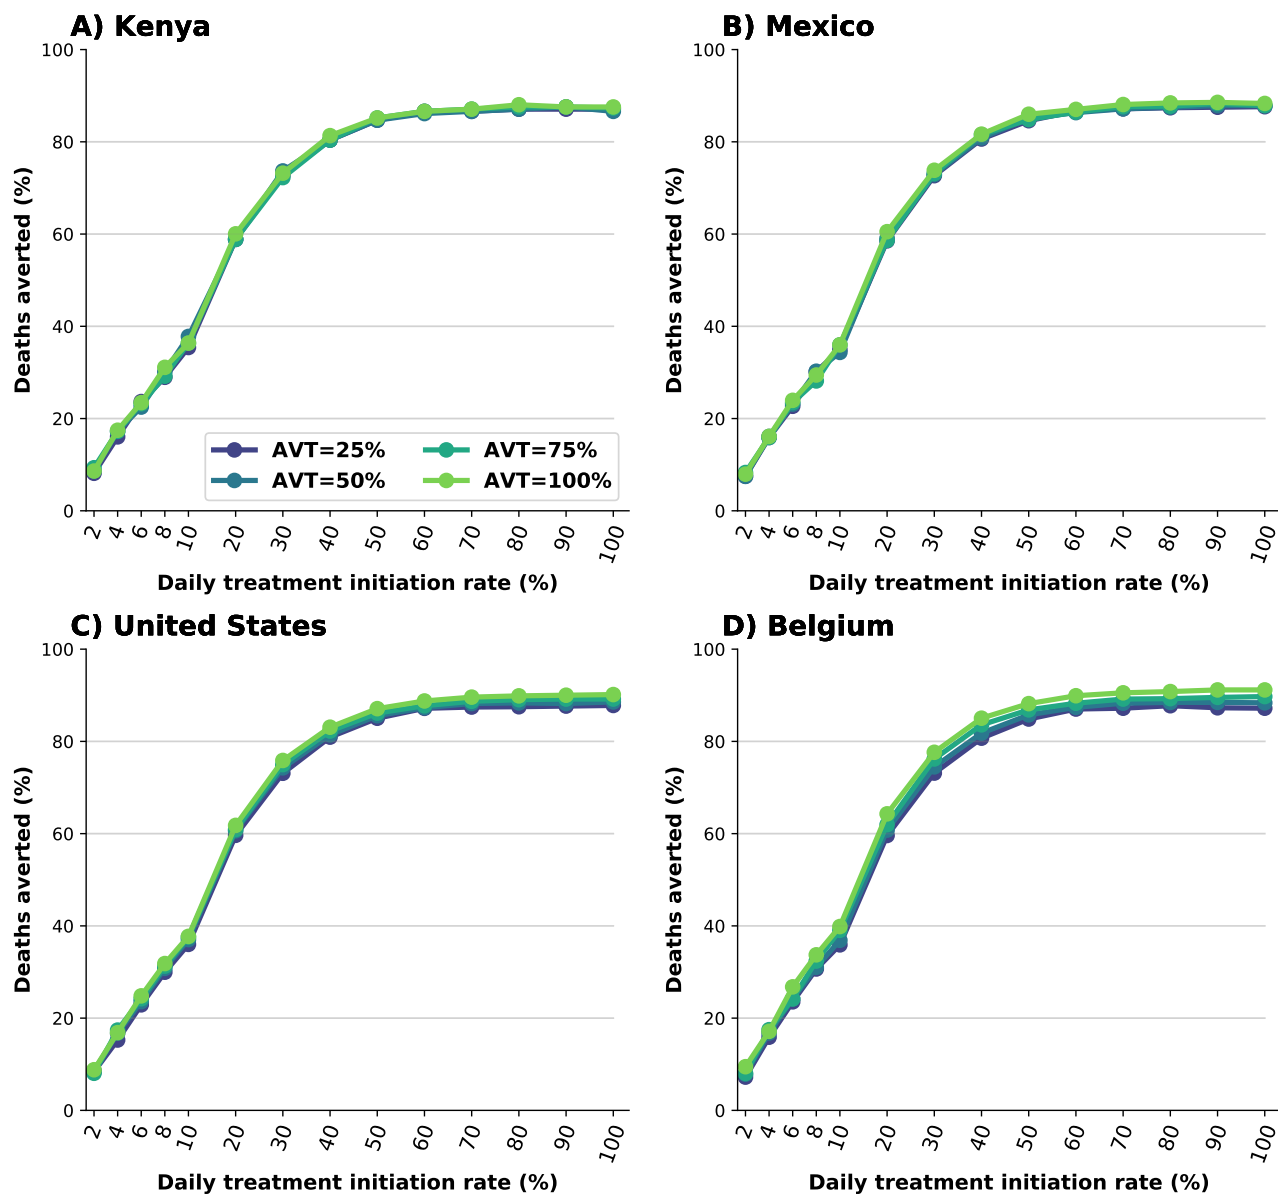 A) Kenya
Deaths averted (%)
100
80
60
40
20
0
AVT=25%
AVT=50%
AVT=75%
AVT=100%
2 4 6 8 10 20 30 40 50 60 70 80 90 100
Daily treatment initiation rate (%)
B) Mexico
Deaths averted (%)
100
80
60
40
20
0
2 4 6 8 10 20 30 40 50 60 70 80 90 100
Daily treatment initiation rate (%)
C) United States
Deaths averted (%)
100
80
60
40
20
0
2 4 6 8 10 20 30 40 50 60 70 80 90 100
Daily treatment initiation rate (%)
D) Belgium
Deaths averted (%)
100
80
60
40
20
0
2 4 6 8 10 20 30 40 50 60 70 80 90 100
Daily treatment initiation rate (%)